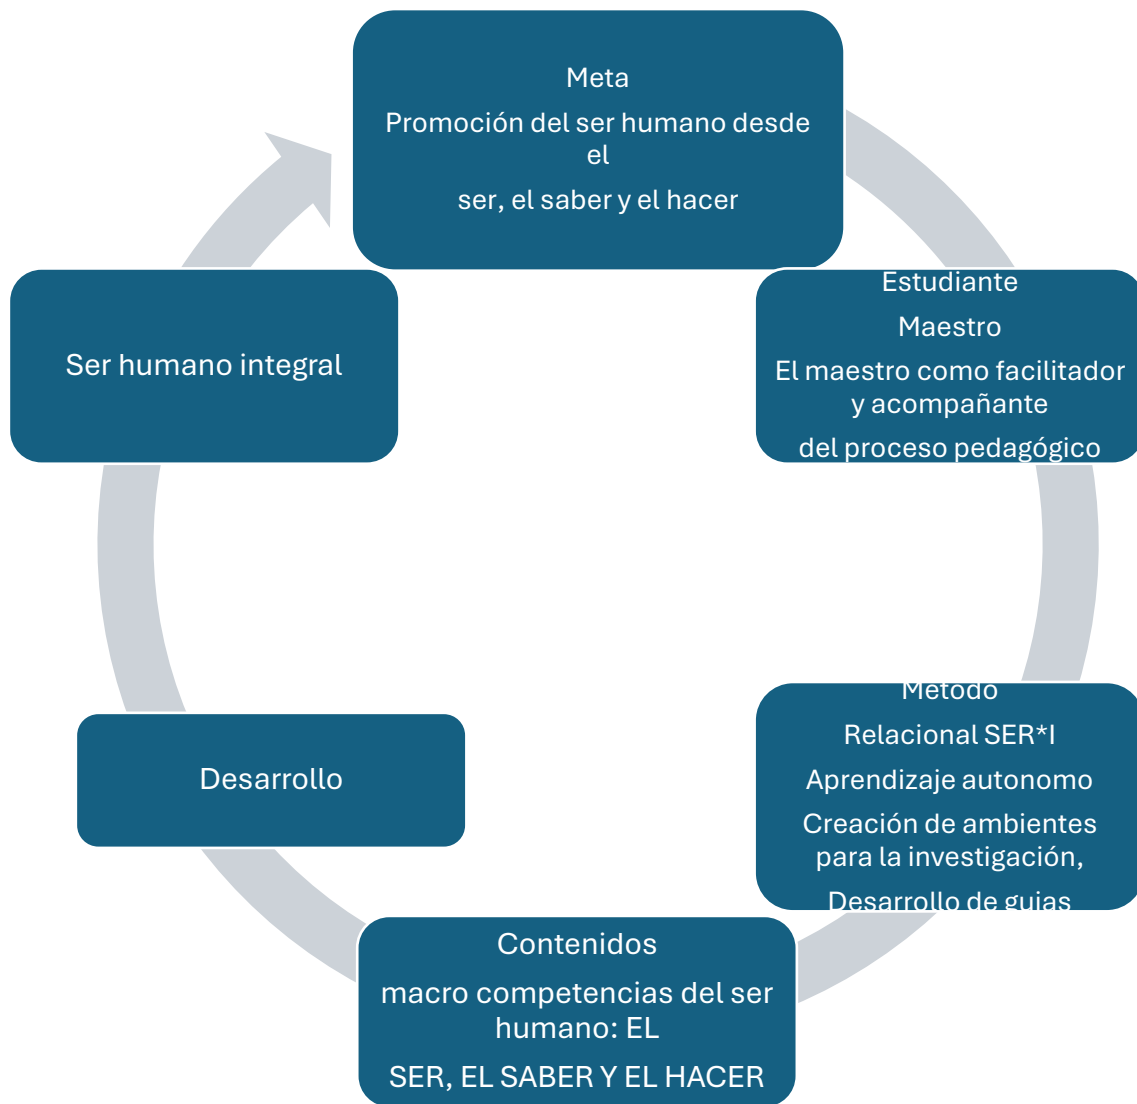 Meta
Promoción del ser humano desde
el
ser, el saber y el hacer
Estudiante
Maestro
El maestro como facilitador
y acompañante
del proceso pedagógico
Método
Relacional SER*I
Aprendizaje autonomo
Creación de ambientes
para la investigación,
Desarrollo de guias
Contenidos
macro competencias del ser
humano: EL
SER, EL SABER Y EL HACER
Desarrollo
Ser humano integral